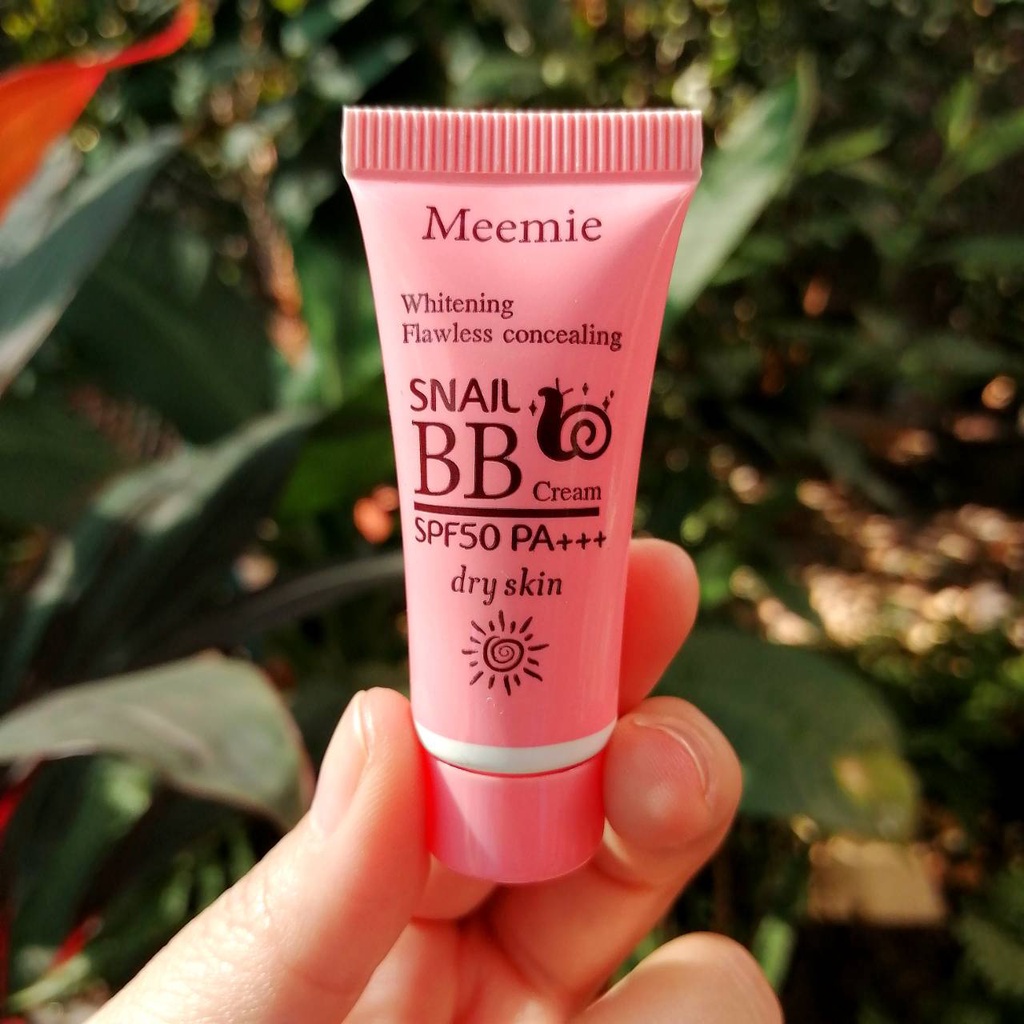 Meemie
Whitening
Flawless concealing
SNAIL
BB Cream
SPF50 PA+++
dry skin